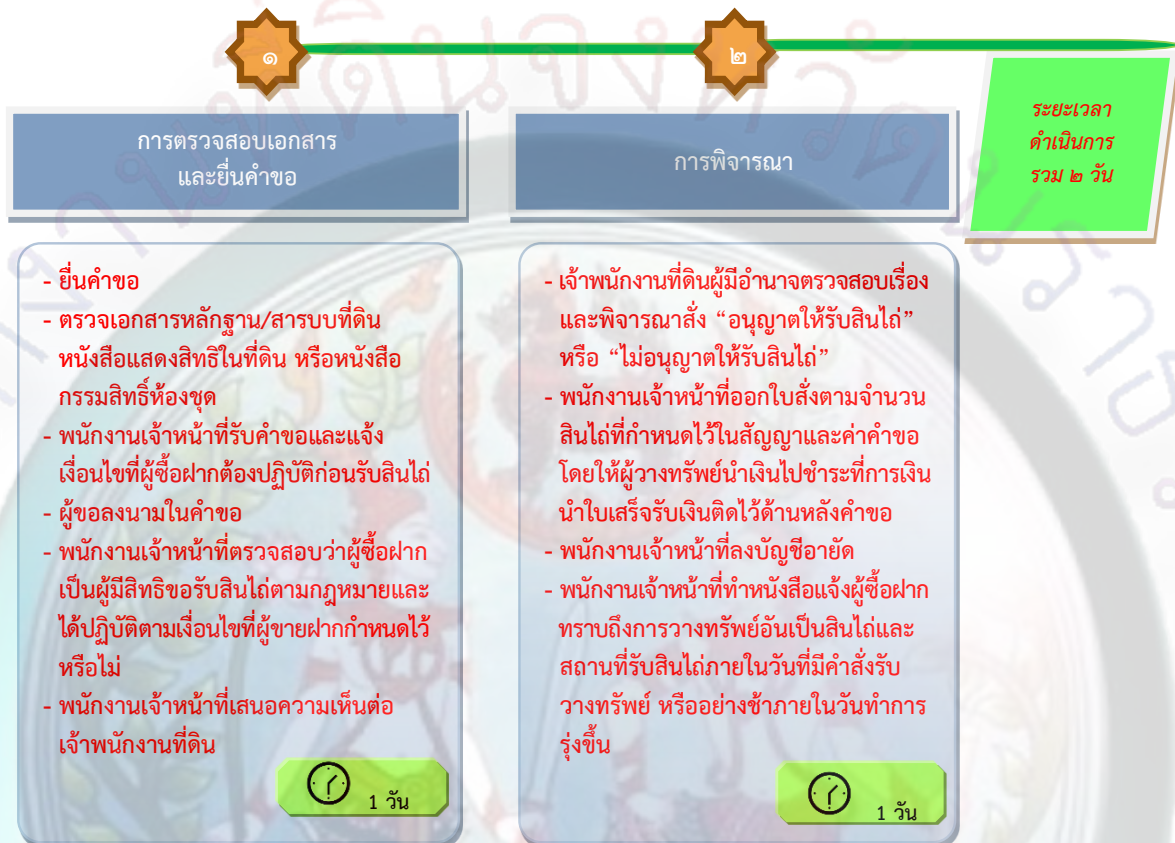 ๑
๒
การตรวจสอบเอกสาร
และยื่นคำขอ
การพิจารณา
ระยะเวลา
ดำเนินการ
รวม ๒ วัน
- ยื่นคำขอ
- ตรวจเอกสารหลักฐาน/สารบบที่ดิน
หนังสือแสดงสิทธิในที่ดิน หรือหนังสือ
กรรมสิทธิ์ห้องชุด
- พนักงานเจ้าหน้าที่รับคำขอและแจ้ง
เงื่อนไขที่ผู้ซื้อฝากต้องปฏิบัติก่อนรับสินไถ่
- ผู้ขอลงนามในคำขอ
- พนักงานเจ้าหน้าที่ตรวจสอบว่าผู้ซื้อฝาก
เป็นผู้มีสิทธิขอรับสินไถ่ตามกฎหมายและ
ได้ปฏิบัติตามเงื่อนไขที่ผู้ขายฝากกำหนดไว้
หรือไม่
- พนักงานเจ้าหน้าที่เสนอความเห็นต่อ
เจ้าพนักงานที่ดิน
1 วัน
- เจ้าพนักงานที่ดินผู้มีอำนาจตรวจสอบเรื่อง
และพิจารณาสั่ง “อนุญาตให้รับสินไถ่”
หรือ “ไม่อนุญาตให้รับสินไถ่”
- พนักงานเจ้าหน้าที่ออกใบสั่งตามจำนวน
สินไถ่ที่กำหนดไว้ในสัญญาและค่าคำขอ
โดยให้ผู้วางทรัพย์นำเงินไปชำระที่การเงิน
นำใบเสร็จรับเงินติดไว้ด้านหลังคำขอ
- พนักงานเจ้าหน้าที่ลงบัญชีอายัด
- พนักงานเจ้าหน้าที่ทำหนังสือแจ้งผู้ซื้อฝาก
ทราบถึงการวางทรัพย์อันเป็นสินไถ่และ
สถานที่รับสินไถ่ภายในวันที่มีคำสั่งรับ
วางทรัพย์ หรืออย่างช้าภายในวันทำการ
รุ่งขึ้น
1 วัน